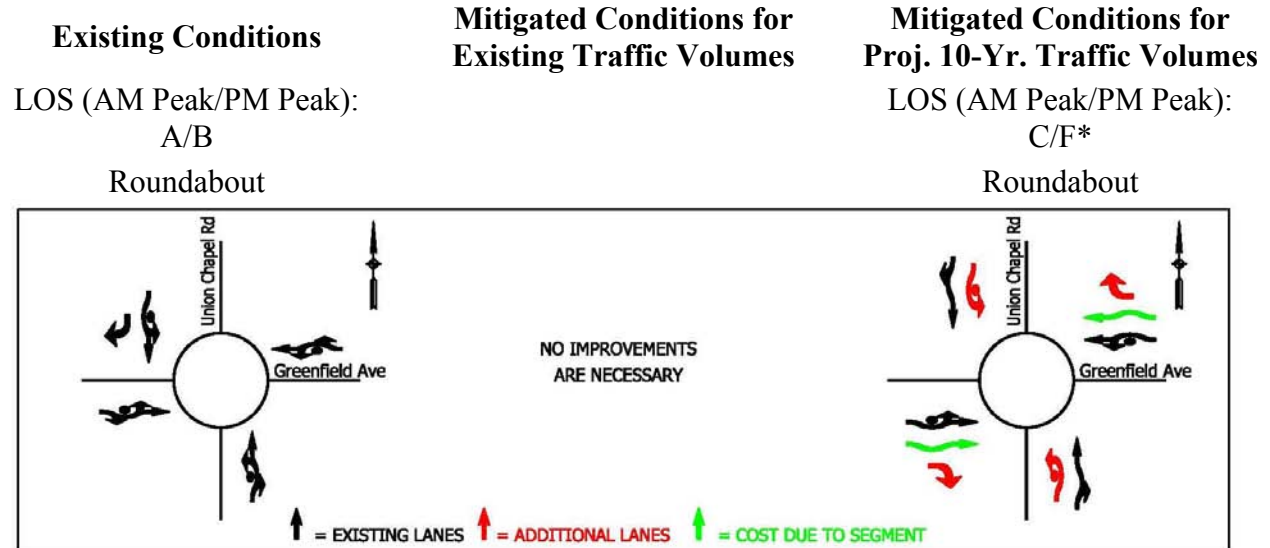 Existing Conditions
Mitigated Conditions for
Existing Traffic Volumes
Mitigated Conditions for
Proj. 10-Yr. Traffic Volumes
LOS (AM Peak/PM Peak):
A/B
Roundabout
LOS (AM Peak/PM Peak):
C/F*
Roundabout
Union Chapel Rd
Greenfield Ave
NO IMPROVEMENTS
ARE NECESSARY
Union Chapel Rd
Greenfield Ave
= EXISTING LANES
= ADDITIONAL LANES
= COST DUE TO SEGMENT